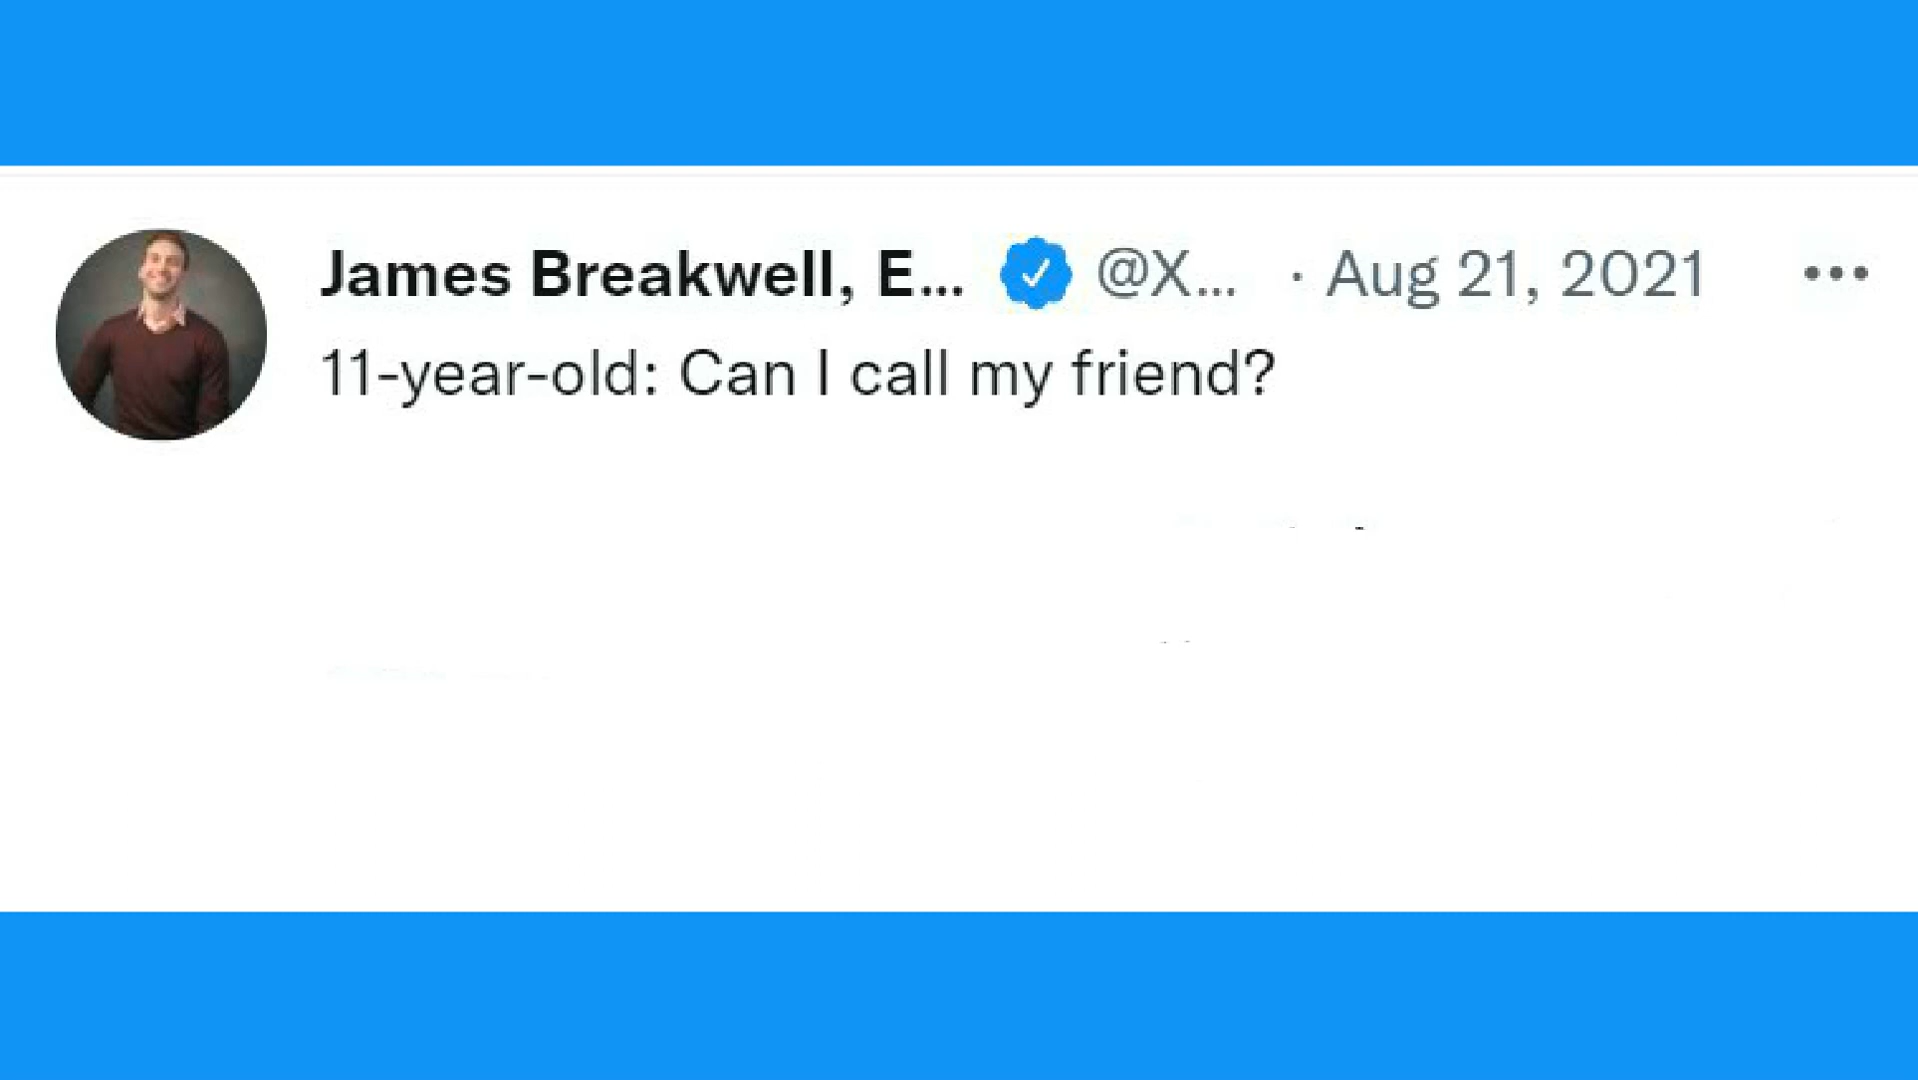 James Breakwell, E... @X... · Aug 21, 2021
11-year-old: Can I call my friend?